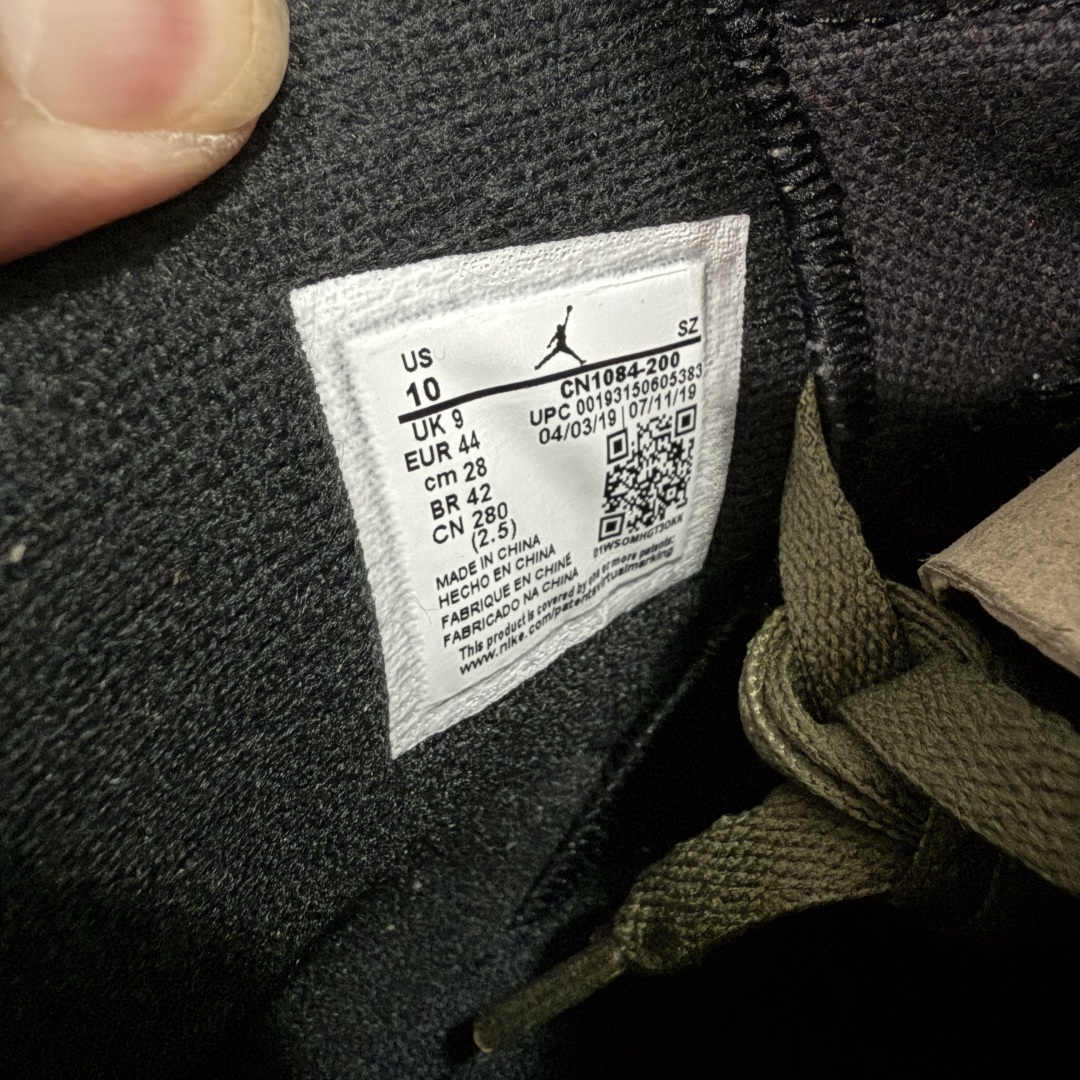 US SZ
10
CN1084-200
UPC 00193150605383
04/03/19 | 07/11/19
UK 9
EUR 44
cm 28
BR 42
CN 280
(2.5)
01WSOMHGT3OKK
MADE IN CHINA
HECHO EN CHINA
FABRIQUE EN CHINE
FABRICADO NA CHINA
This product is covered by one or more patents:
www.nike.com/patentsvirtualmarking